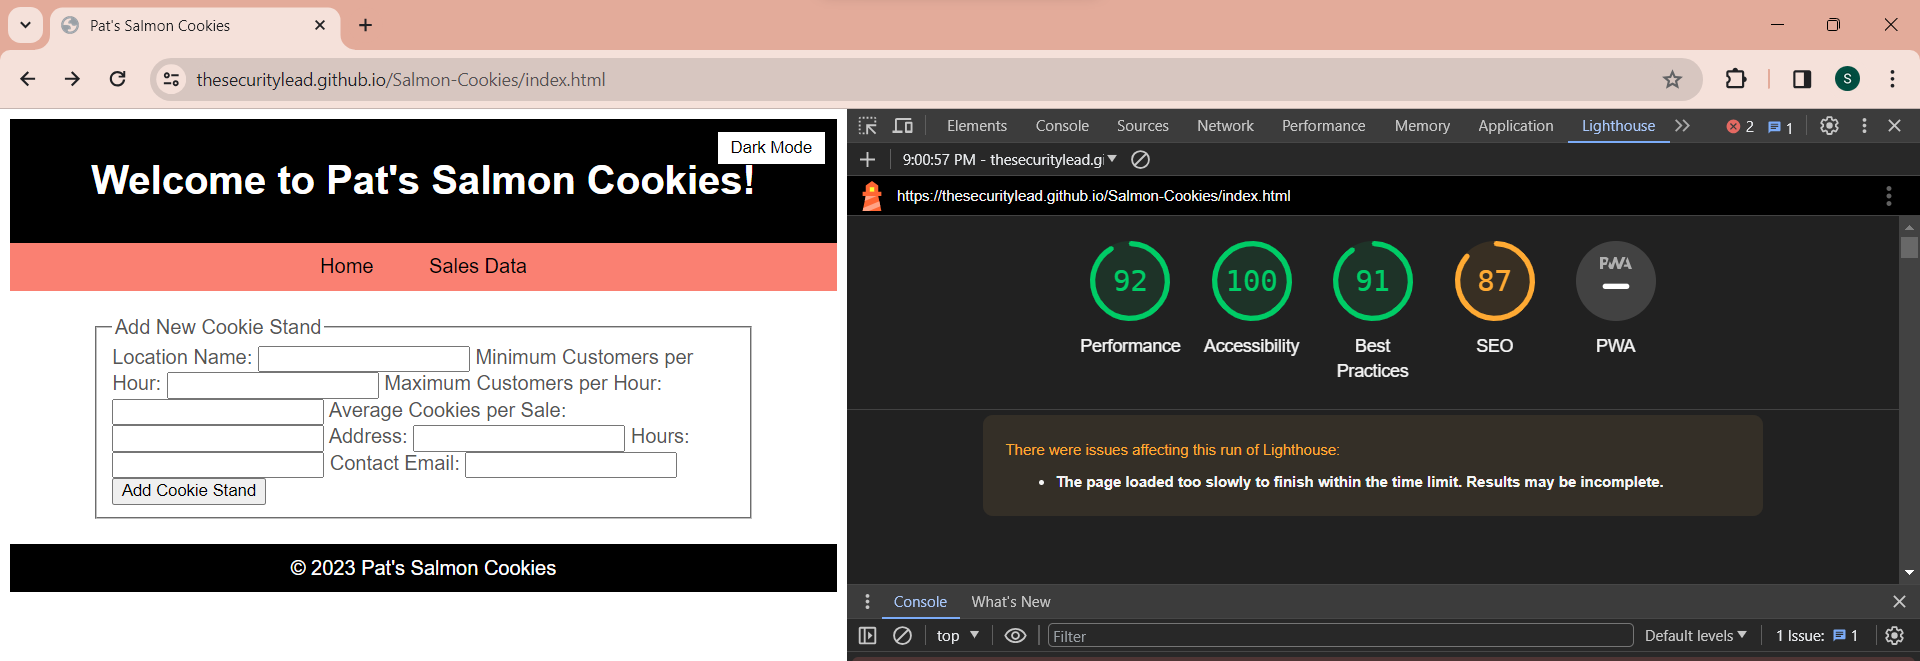 Pat's Salmon Cookies
thesecuritylead.github.io/Salmon-Cookies/index.html
S
Dark Mode
Welcome to Pat's Salmon Cookies!
Home Sales Data
Add New Cookie Stand
Location Name: Minimum Customers per
Hour: Maximum Customers per Hour:
Average Cookies per Sale:
Address: Hours:
Contact Email:
Add Cookie Stand
© 2023 Pat's Salmon Cookies
Elements Console Sources Network Performance Memory Application Lighthouse 2 1
9:00:57 PM - thesecuritylead.gi
https://thesecuritylead.github.io/Salmon-Cookies/index.html
92 100 91 87 PWA
Performance Accessibility Best SEO PWA
Practices
There were issues affecting this run of Lighthouse:
• The page loaded too slowly to finish within the time limit. Results may be incomplete.
Console What's New
top Filter Default levels 1 Issue: 1